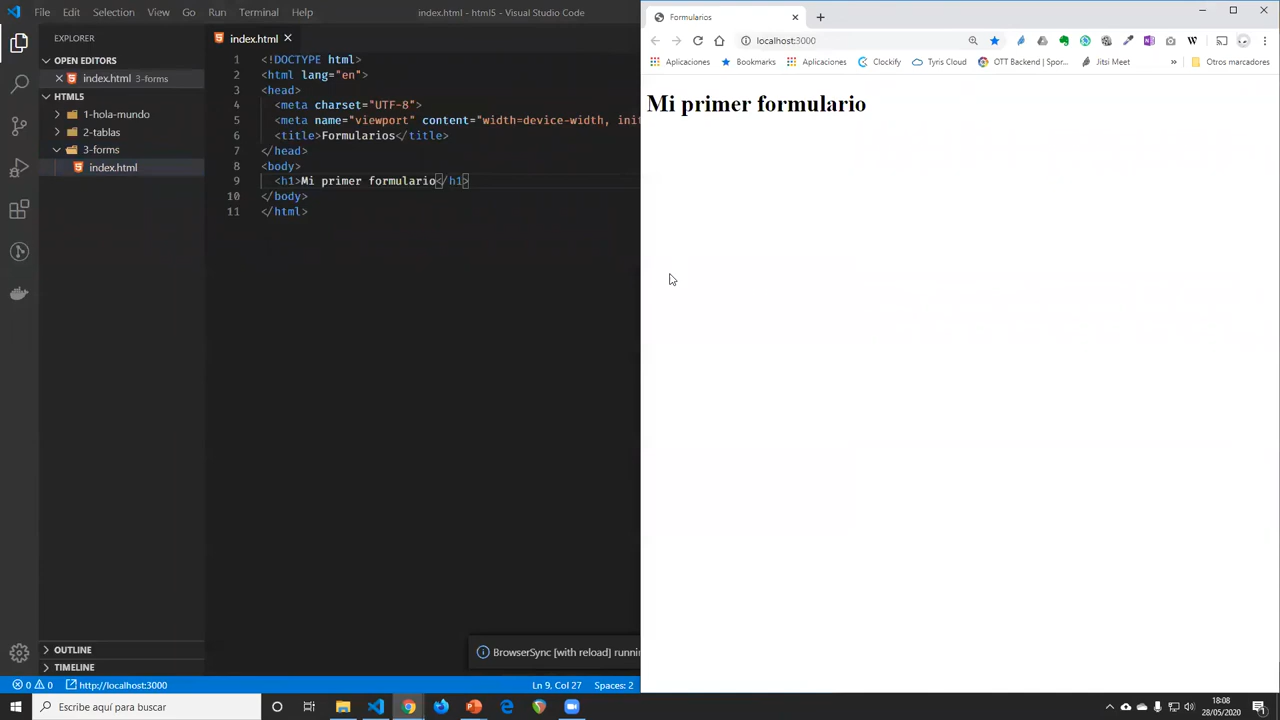 File Edit Selection View Go Run Terminal Help index.html - html5 - Visual Studio Code
EXPLORER
OPEN EDITORS
index.html 3-forms
HTML5
1-hola-mundo
2-tablas
3-forms
index.html
OUTLINE
TIMELINE
index.html
1 <!DOCTYPE html>
2 <html lang="en">
3 <head>
4 <meta charset="UTF-8">
5 <meta name="viewport" content="width=device-width, init
6 <title>Formularios</title>
7 </head>
8 <body>
9 <h1>Mi primer formulario</h1>
10 </body>
11 </html>
BrowserSync [with reload] runni
0 0 http://localhost:3000 Ln 9, Col 27 Spaces: 2
Formularios
localhost:3000
Aplicaciones Bookmarks Aplicaciones Clockify Tyris Cloud OTT Backend | Spor... Jitsi Meet » Otros marcadores
Mi primer formulario
Escribe aquí para buscar
18:08
28/05/2020